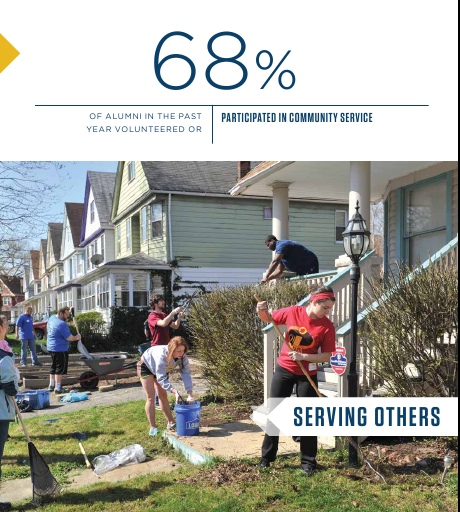 68%
OF ALUMNI IN THE PAST
YEAR VOLUNTEERED OR
PARTICIPATED IN COMMUNITY SERVICE
SERVING OTHERS